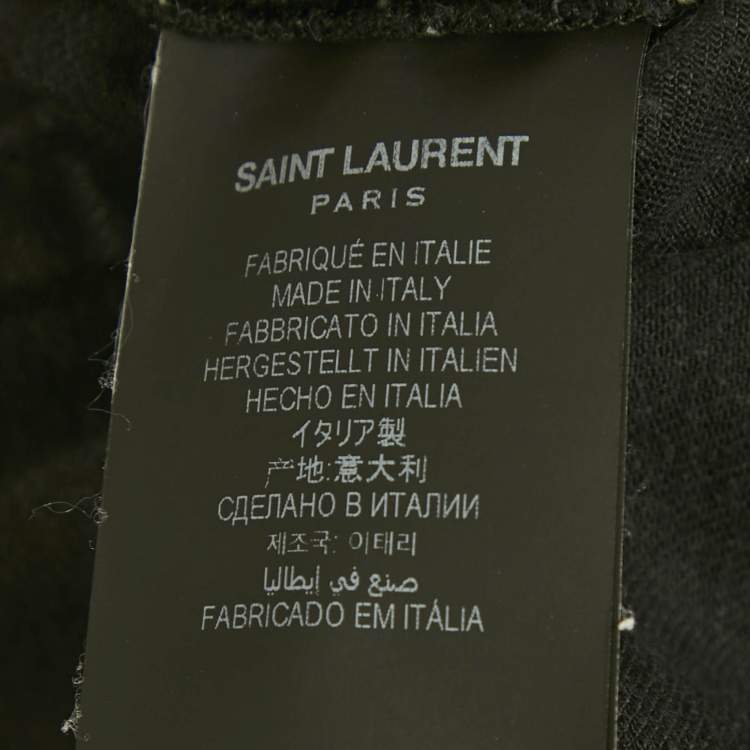 SAINT LAURENT
PARIS
FABRIQUÉ EN ITALIE
MADE IN ITALY
FABBRICATO IN ITALIA
HERGESTELLT IN ITALIEN
HECHO EN ITALIA
イタリア製
产地:意大利
СДЕЛАНО В ИТАЛИИ
제조국: 이태리
صنع في إيطاليا
FABRICADO EM ITÁLIA